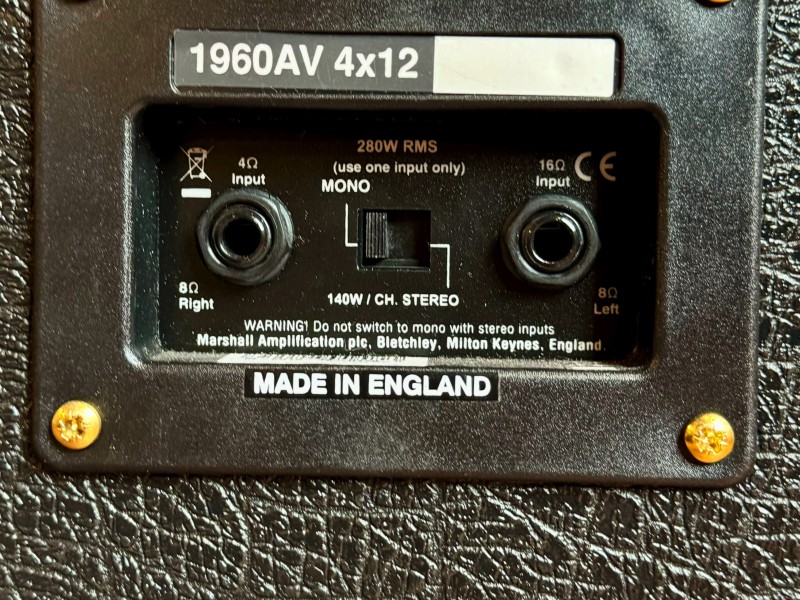 1960AV 4x12
280W RMS
(use one input only)
4Ω
Input
16Ω
Input
CE
MONO
8Ω
Right
140W / CH. STEREO
8Ω
Left
WARNING! Do not switch to mono with stereo inputs
Marshall Amplification plc, Bletchley, Milton Keynes, England.
MADE IN ENGLAND